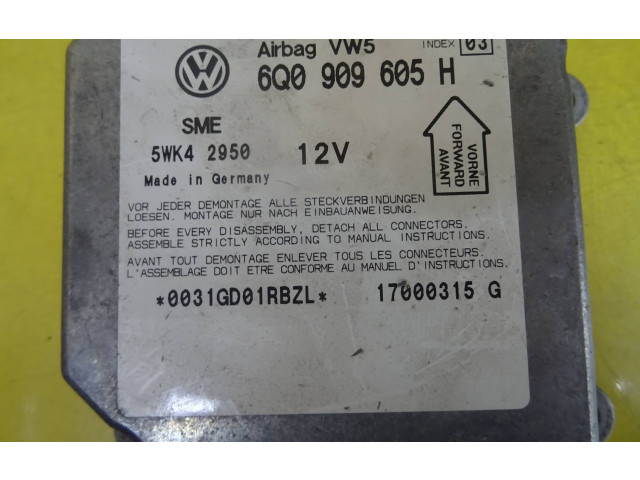 Airbag VW5 INDEX 03
6Q0 909 605 H
SME
5WK4 2950 12V
Made in Germany
VORNE
FORWARD
AVANT
VOR JEDER DEMONTAGE ALLE STECKVERBINDUNGEN
LOESEN. MONTAGE NUR NACH EINBAUANWEISUNG.
BEFORE EVERY DISASSEMBLY, DETACH ALL CONNECTORS.
ASSEMBLE STRICTLY ACCORDING TO MANUAL INSTRUCTIONS.
AVANT TOUT DEMONTAGE ENLEVER TOUS LES CONNECTEURS.
L'ASSEMBLAGE DOIT ETRE CONFORME AU MANUEL D'INSTRUCTIONS.
*0031GD01RBZL* 17000315 G